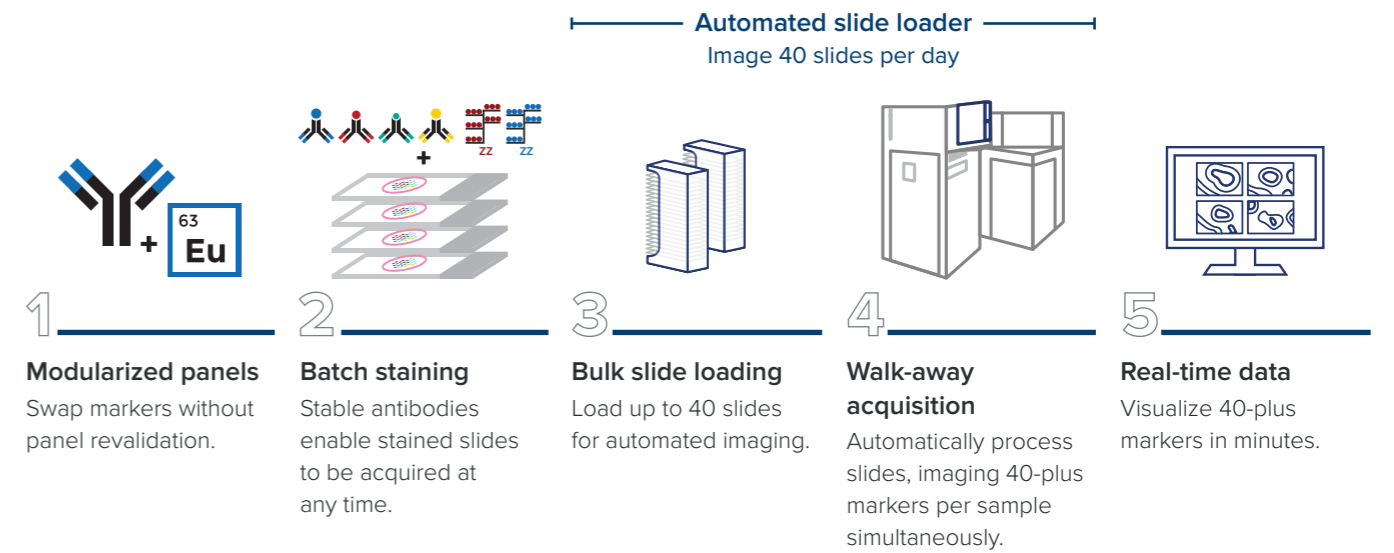 Automated slide loader
Image 40 slides per day
ZZ
ZZ
+
+
63
Eu
1
Modularized panels
Swap markers without
panel revalidation.
2
Batch staining
Stable antibodies
enable stained slides
to be acquired at
any time.
3
Bulk slide loading
Load up to 40 slides
for automated imaging.
4
Walk-away
acquisition
Automatically process
slides, imaging 40-plus
markers per sample
simultaneously.
5
Real-time data
Visualize 40-plus
markers in minutes.